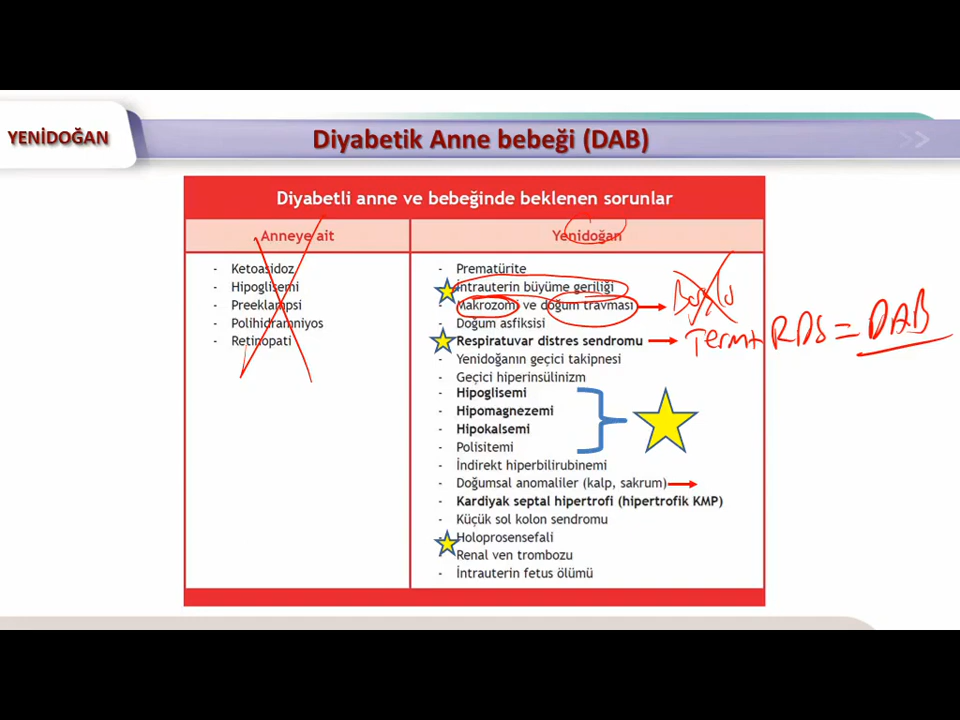 YENİDOĞAN
Diyabetik Anne bebeği (DAB)
Diyabetli anne ve bebeğinde beklenen sorunlar
Anneye ait
- Ketoasidoz
- Hipoglisemi
- Preeklampsi
- Polihidramniyos
- Retinopati
Yenidoğan
- Prematürite
- İntrauterin büyüme geriliği
- Makrozomi ve doğum travması
- Doğum asfiksisi
- Respiratuvar distres sendromu
- Yenidoğanın geçici takipnesi
- Geçici hiperinsülinizm
- Hipoglisemi
- Hipomagnezemi
- Hipokalsemi
- Polisitemi
- İndirekt hiperbilirubinemi
- Doğumsal anomaliler (kalp, sakrum)
- Kardiyak septal hipertrofi (hipertrofik KMP)
- Küçük sol kolon sendromu
- Holoprosensefali
- Renal ven trombozu
- İntrauterin fetus ölümü
Term + RDS = DAB